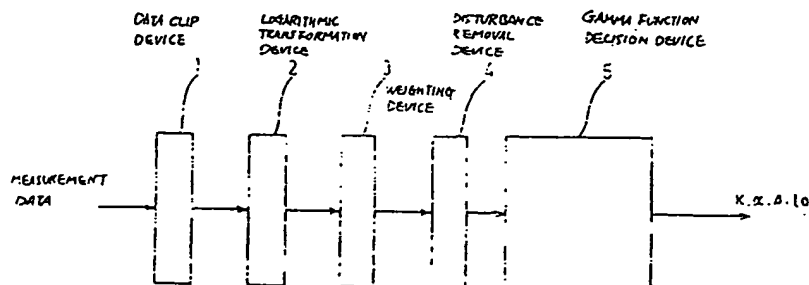 DATA CLIP
DEVICE
LOGARITHMIC
TRANSFORMATION
DEVICE
DISTURBANCE
REMOVAL
DEVICE
GAMMA FUNCTION
DECISION DEVICE
1
2
3
4
5
WEIGHTING
DEVICE
MEASUREMENT
DATA
K.α.Δ.